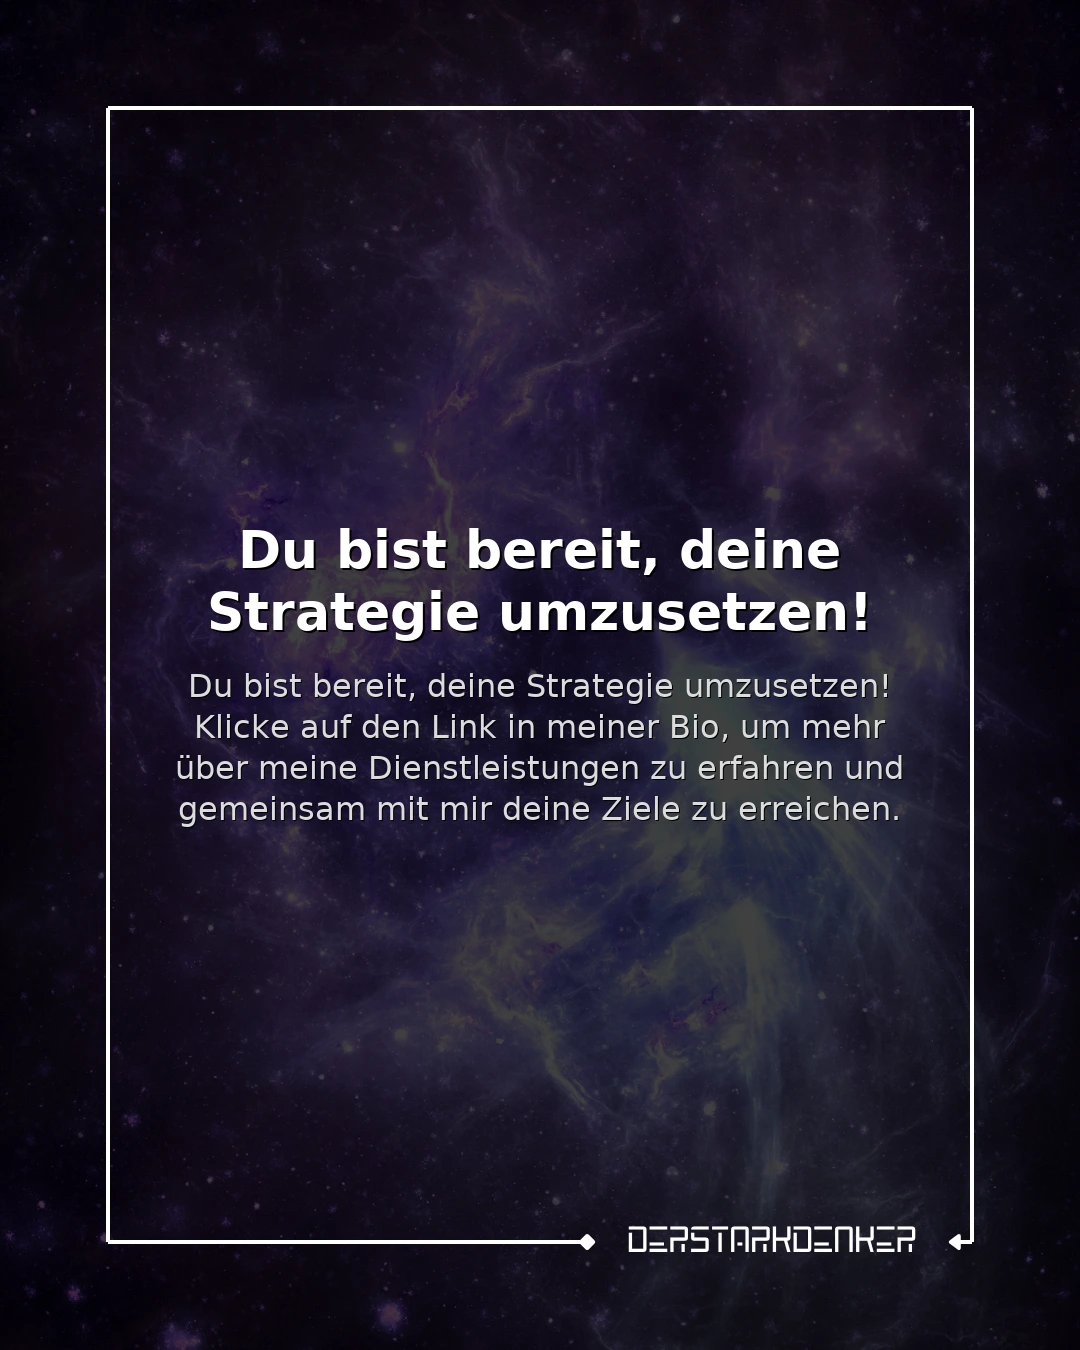 Du bist bereit, deine
Strategie umzusetzen!
Du bist bereit, deine Strategie umzusetzen!
Klicke auf den Link in meiner Bio, um mehr
über meine Dienstleistungen zu erfahren und
gemeinsam mit mir deine Ziele zu erreichen.
DERSTARKDENKER